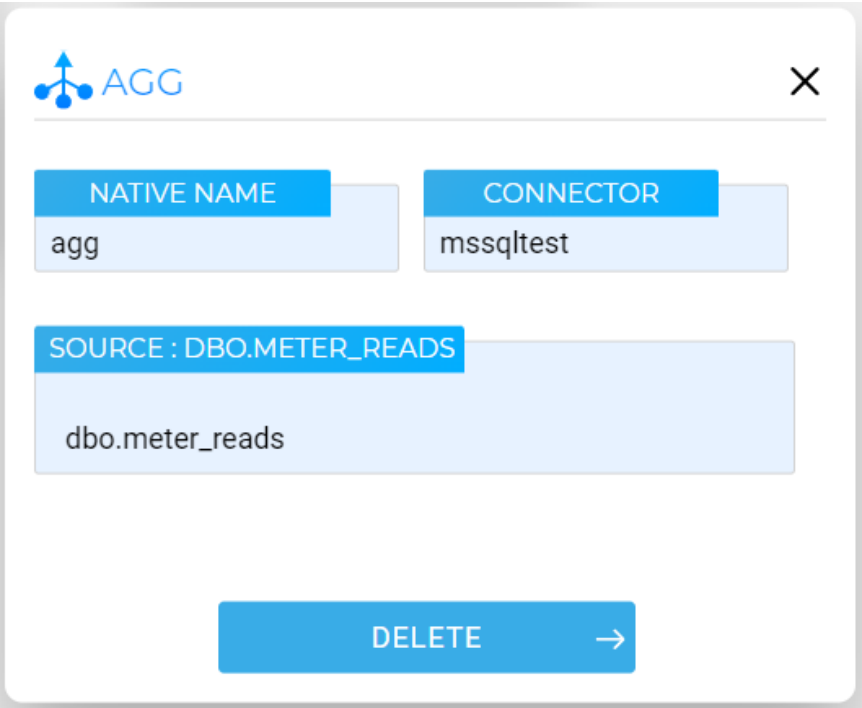 AGG
NATIVE NAME
agg
CONNECTOR
mssqltest
SOURCE : DBO.METER_READS
dbo.meter_reads
DELETE